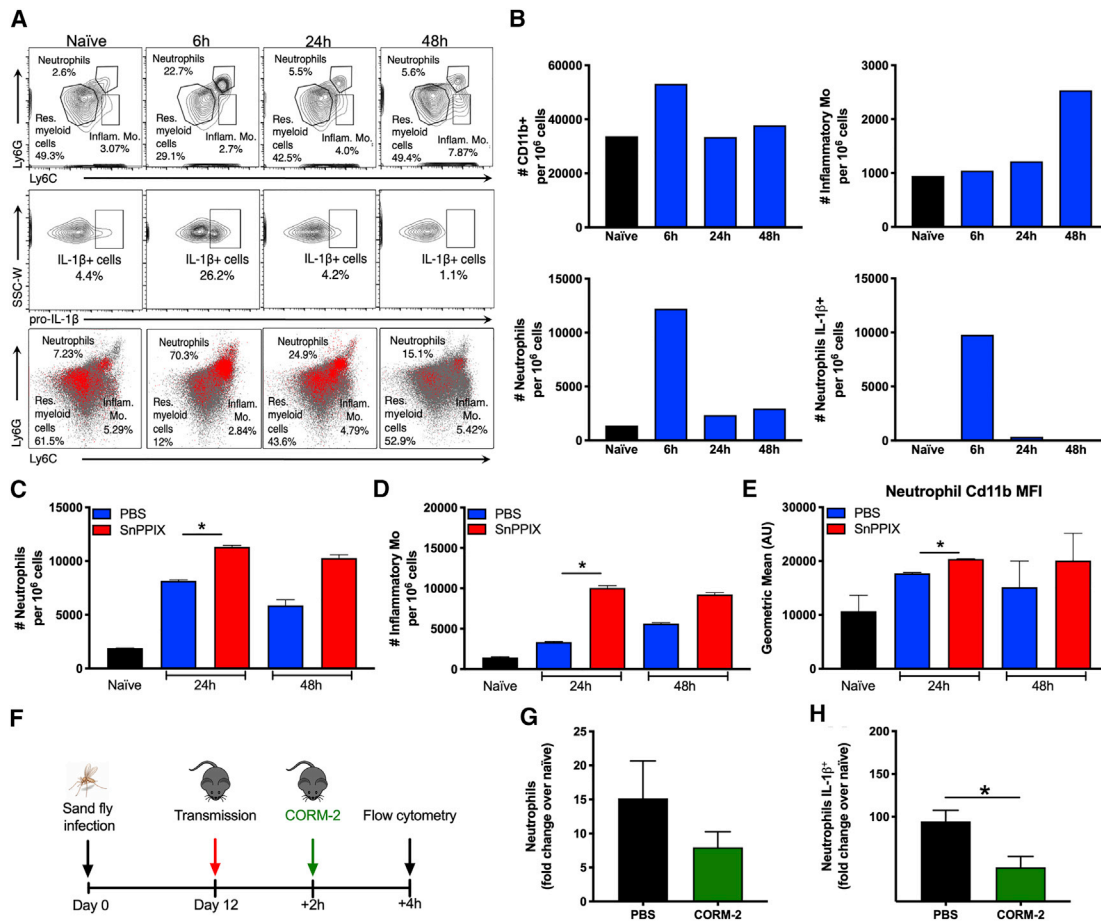 A
Naïve 6h 24h 48h
Neutrophils Neutrophils Neutrophils Neutrophils
2.6% 22.7% 5.5% 5.6%
Res. Res. Res. Res.
myeloid Inflam. Mo. myeloid Inflam. Mo. myeloid Inflam. Mo. myeloid Inflam. Mo.
cells 3.07% cells 2.7% cells 4.0% cells 7.87%
49.3% 29.1% 42.5% 49.4%
Ly6G
Ly6C
IL-1β+ cells IL-1β+ cells IL-1β+ cells IL-1β+ cells
4.4% 26.2% 4.2% 1.1%
SSC-W
pro-IL-1β
Neutrophils Neutrophils Neutrophils Neutrophils
7.23% 70.3% 24.9% 15.1%
Res. Inflam. Res. Inflam. Res. Inflam. Res. Inflam.
myeloid Mo. myeloid Mo. myeloid Mo. myeloid Mo.
cells 5.29% cells 2.84% cells 4.79% cells 5.42%
61.5% 12% 43.6% 52.9%
Ly6G
Ly6C
B
# CD11b+
per 10⁶ cells
60000
40000
20000
0
Naïve 6h 24h 48h
# Inflammatory Mo
per 10⁶ cells
3000
2000
1000
0
Naïve 6h 24h 48h
# Neutrophils
per 10⁶ cells
15000
10000
5000
0
Naïve 6h 24h 48h
# Neutrophils IL-1β+
per 10⁶ cells
15000
10000
5000
0
Naïve 6h 24h 48h
C
# Neutrophils
per 10⁶ cells
15000
10000
5000
0
PBS
SnPPIX
*
Naïve 24h 48h
D
# Inflammatory Mo
per 10⁶ cells
20000
15000
10000
5000
0
PBS
SnPPIX
*
Naïve 24h 48h
E
Neutrophil Cd11b MFI
Geometric Mean (AU)
30000
20000
10000
0
PBS
SnPPIX
*
Naïve 24h 48h
F
Sand fly
infection
Transmission CORM-2 Flow cytometry
Day 0 Day 12 +2h +4h
G
Neutrophils
(fold change over naïve)
25
20
15
10
5
0
PBS CORM-2
H
Neutrophils IL-1β⁺
(fold change over naïve)
200
100
*
PBS CORM-2